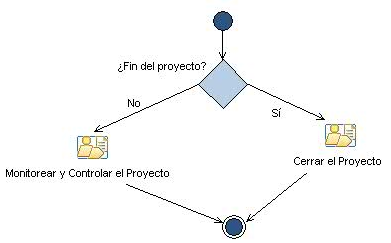 ¿Fin del proyecto?
No
Sí
Monitorear y Controlar el Proyecto
Cerrar el Proyecto